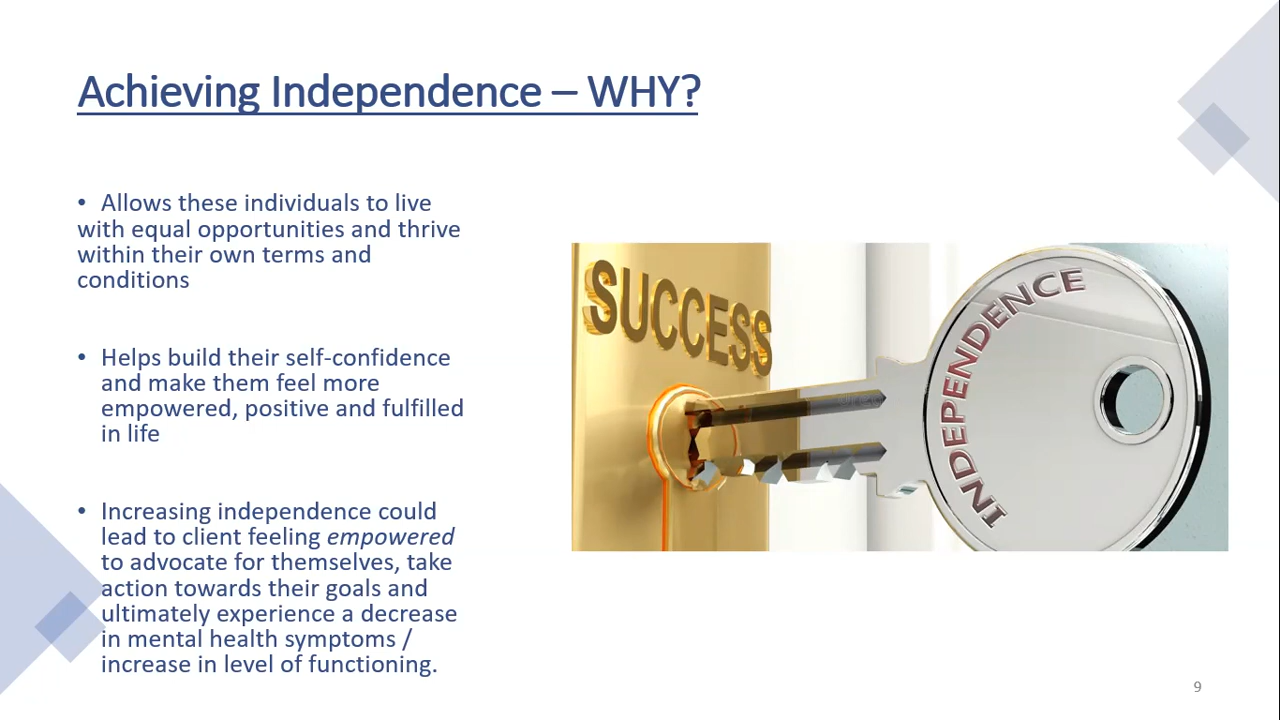 Achieving Independence – WHY?
• Allows these individuals to live
with equal opportunities and thrive
within their own terms and
conditions
• Helps build their self-confidence
and make them feel more
empowered, positive and fulfilled
in life
• Increasing independence could
lead to client feeling empowered
to advocate for themselves, take
action towards their goals and
ultimately experience a decrease
in mental health symptoms /
increase in level of functioning.
SUCCESS
INDEPENDENCE
9